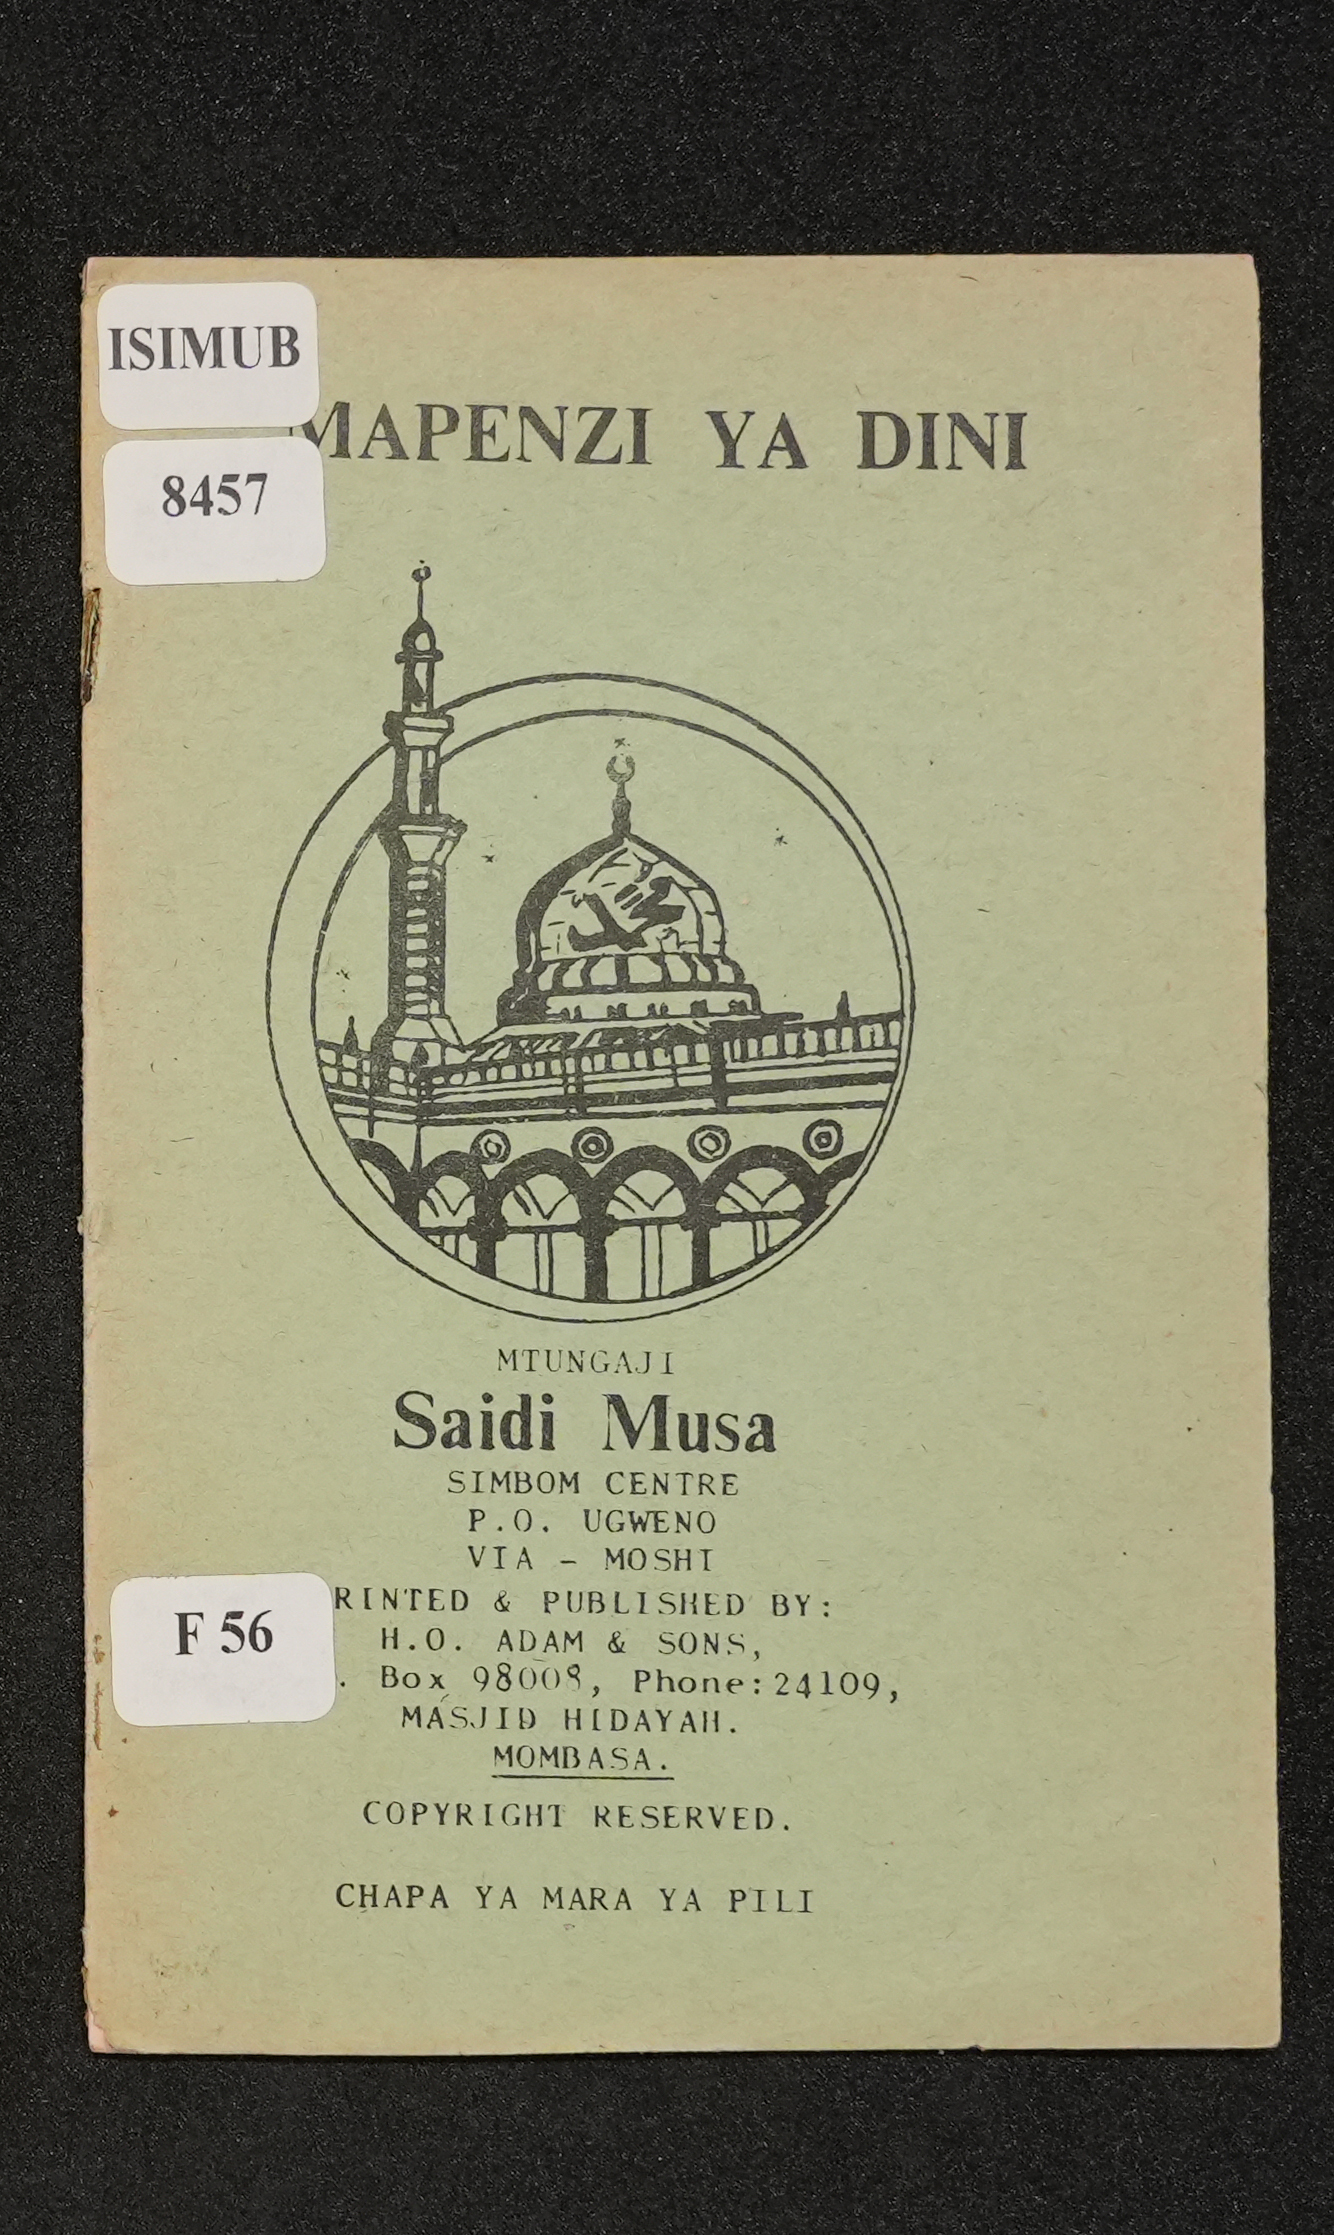 ISIMUB
8457
MAPENZI YA DINI
محمد
MTUNGAJI
Saidi Musa
SIMBOM CENTRE
P.O. UGWENO
VIA - MOSHI
RINTED & PUBLISHED BY:
F 56
H.O. ADAM & SONS,
. Box 98008, Phone:24109,
MASJID HIDAYAH.
MOMBASA.
COPYRIGHT RESERVED.
CHAPA YA MARA YA PILI